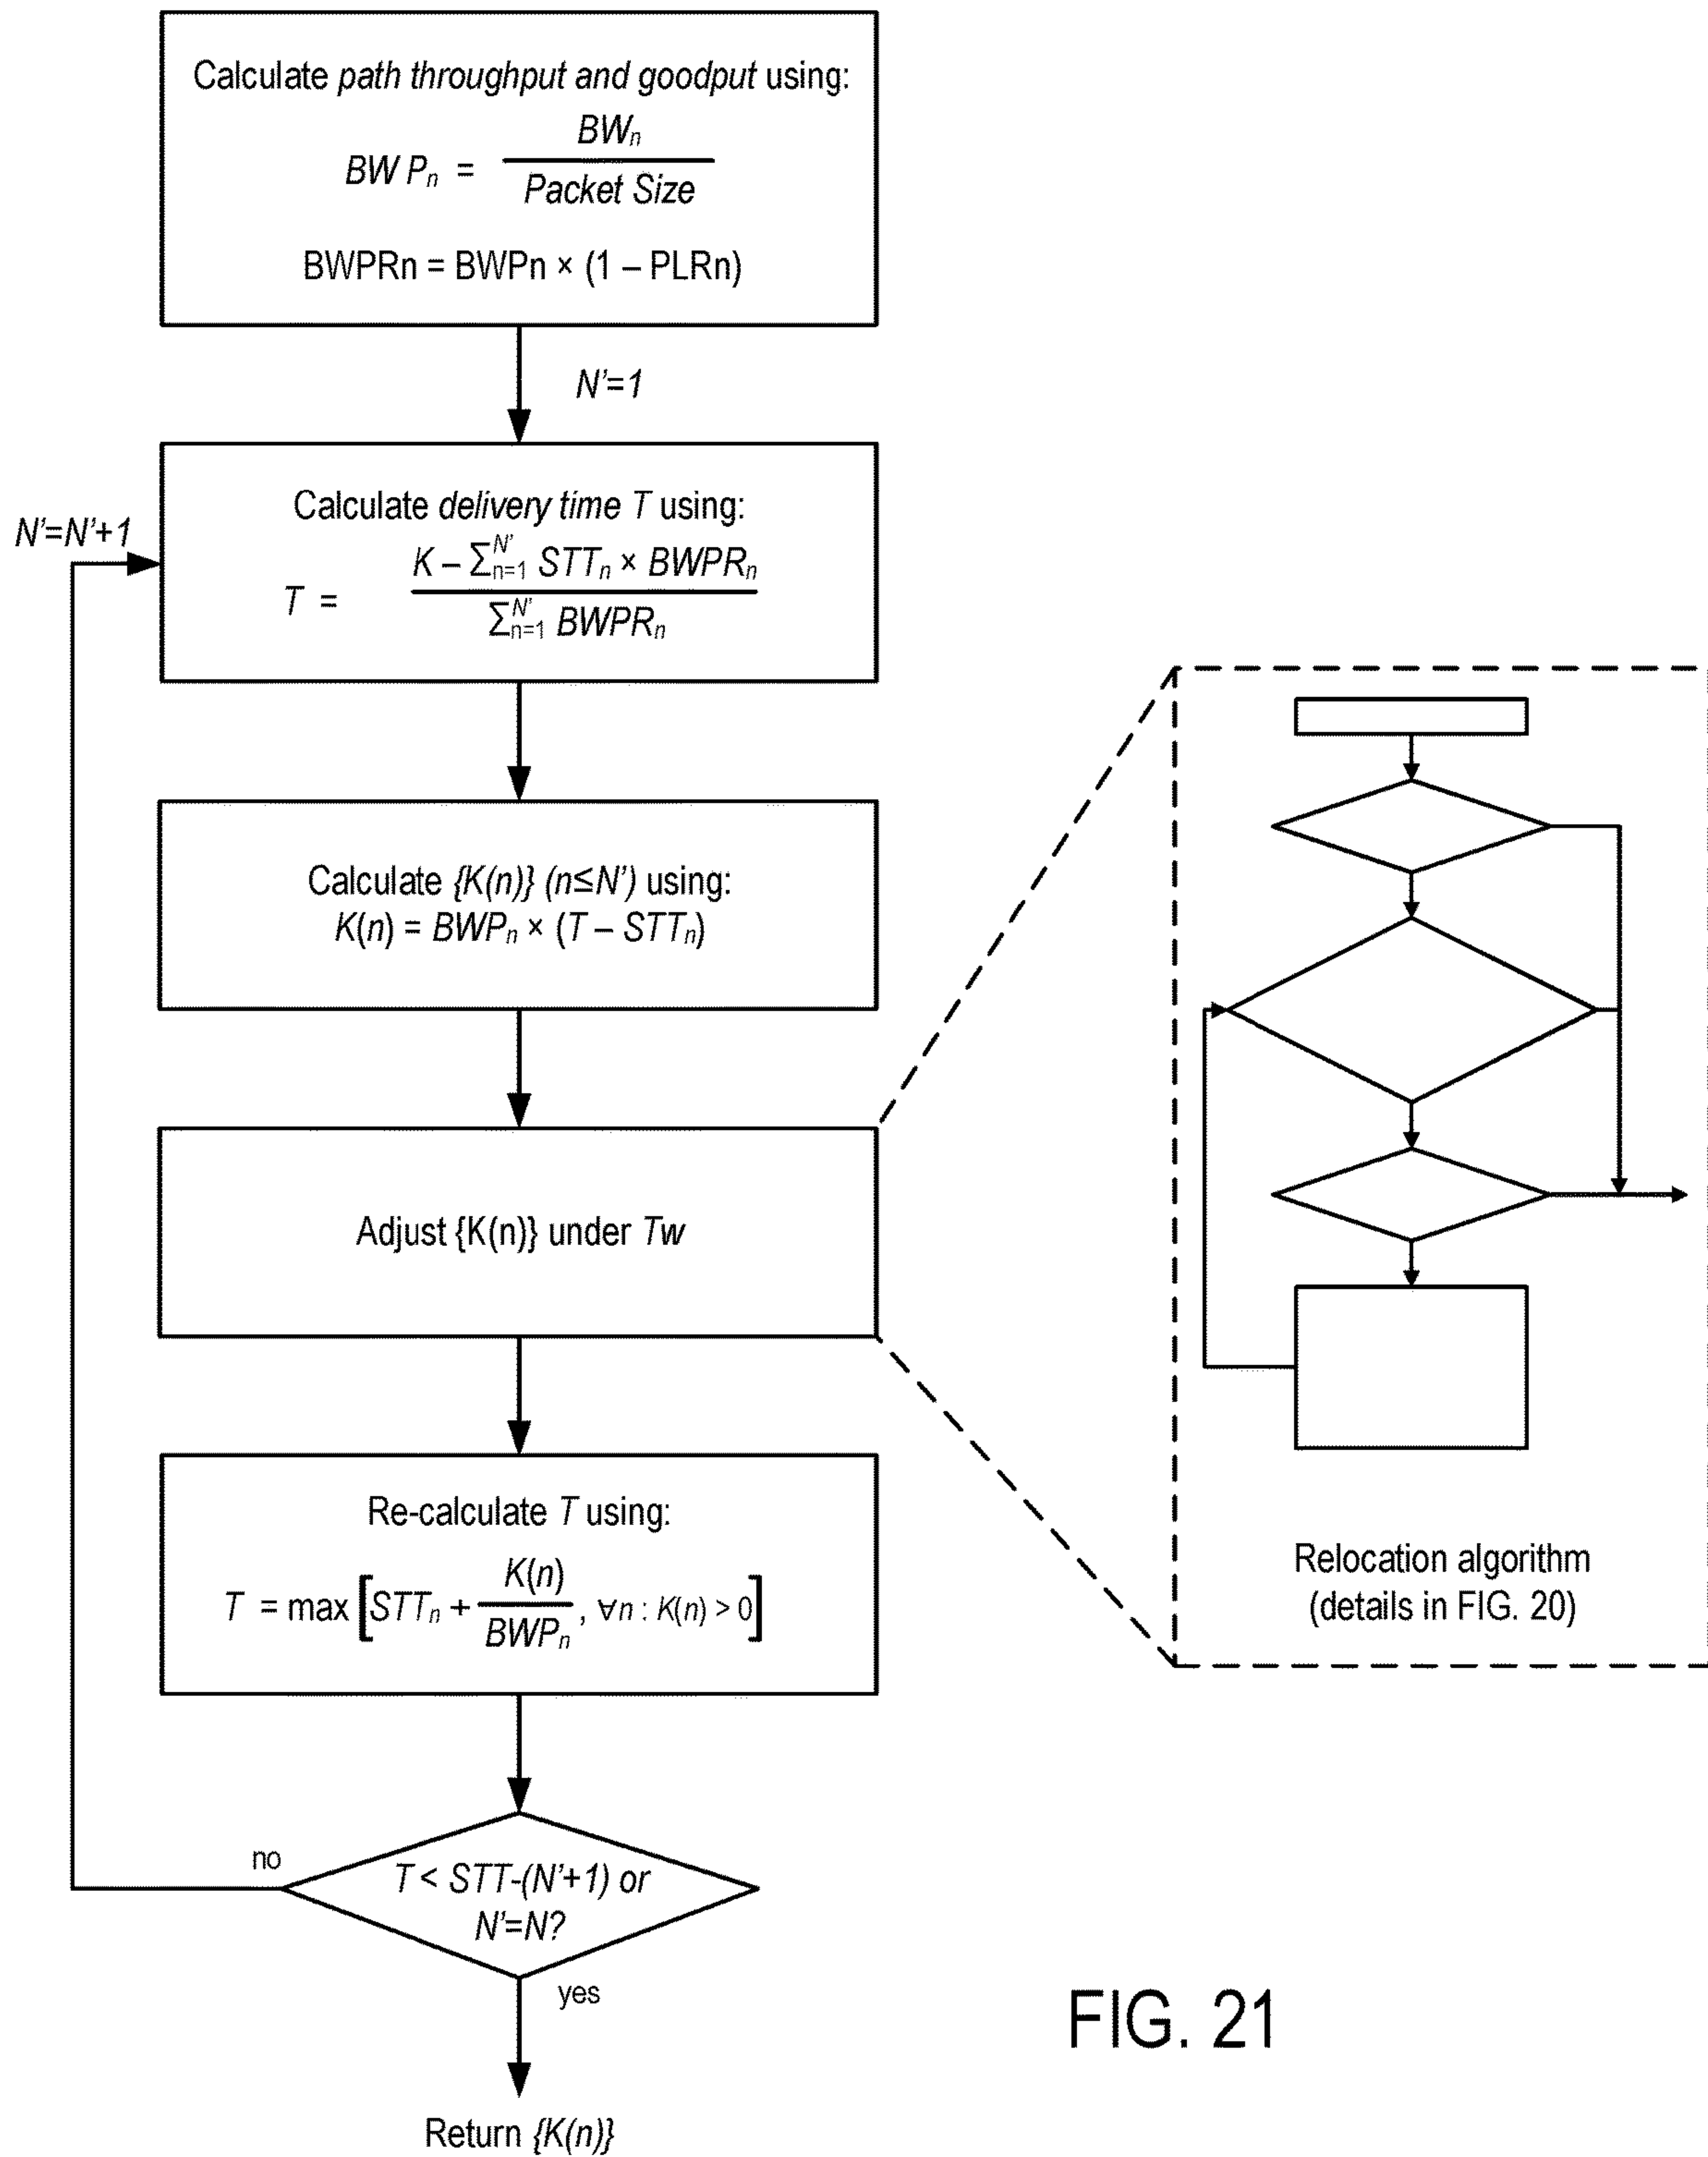 Calculate path throughput and goodput using:
BW Pₙ = BWₙ / Packet Size
BWPRn = BWPn × (1 – PLRn)
N’=1
N’=N’+1
Calculate delivery time T using:
T = (K – Σₙ₌₁^N’ STTₙ × BWPRₙ) / (Σₙ₌₁^N’ BWPRₙ)
Calculate {K(n)} (n≤N’) using:
K(n) = BWPₙ × (T – STTₙ)
Adjust {K(n)} under Tw
Re-calculate T using:
T = max [STTₙ + K(n) / BWPₙ, ∀n : K(n) > 0]
Relocation algorithm
(details in FIG. 20)
no
T < STT-(N’+1) or
N’=N?
yes
Return {K(n)}
FIG. 21